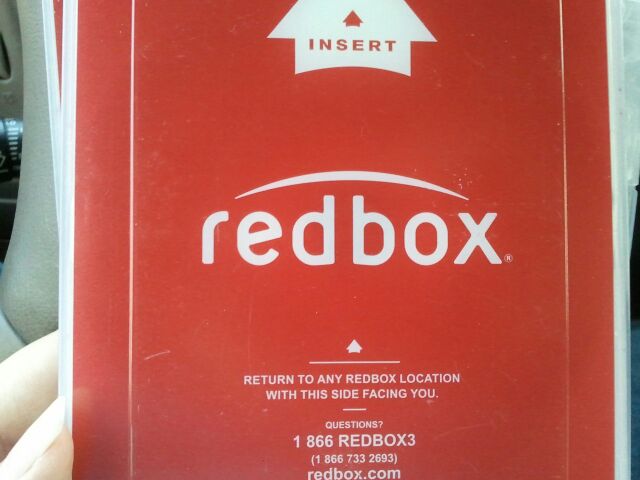 INSERT
redbox®
RETURN TO ANY REDBOX LOCATION
WITH THIS SIDE FACING YOU.
QUESTIONS?
1 866 REDBOX3
(1 866 733 2693)
redbox.com